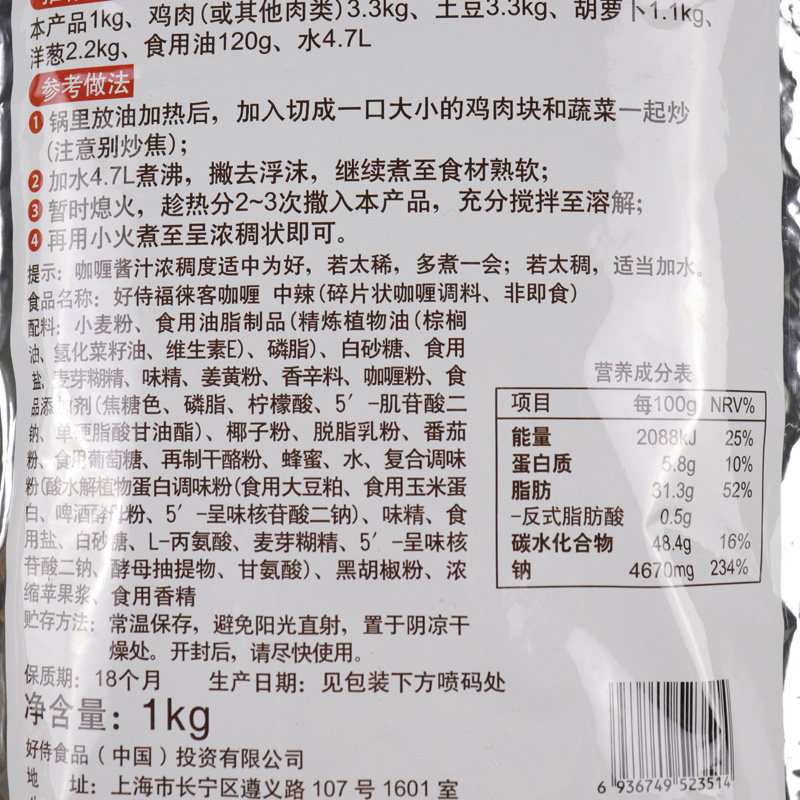 本产品1kg、鸡肉(或其他肉类)3.3kg、土豆3.3kg、胡萝卜1.1kg、
洋葱2.2kg、食用油120g、水4.7L
参考做法
1 锅里放油加热后，加入切成一口大小的鸡肉块和蔬菜一起炒
(注意别炒焦)；
2 加水4.7L煮沸，撇去浮沫，继续煮至食材熟软；
3 暂时熄火，趁热分2~3次撒入本产品，充分搅拌至溶解；
4 再用小火煮至呈浓稠状即可。
提示：咖喱酱汁浓稠度适中为好，若太稀，多煮一会；若太稠，适当加水。
食品名称：好侍福徕客咖喱 中辣(碎片状咖喱调料、非即食)
配料：小麦粉、食用油脂制品(精炼植物油(棕榈
油、氢化菜籽油、维生素E)、磷脂)、白砂糖、食用
盐、麦芽糊精、味精、姜黄粉、香辛料、咖喱粉、食
品添加剂(焦糖色、磷脂、柠檬酸、5′-肌苷酸二
钠、单硬脂酸甘油酯)、椰子粉、脱脂乳粉、番茄
粉、食用葡萄糖、再制干酪粉、蜂蜜、水、复合调味
粉(酸水解植物蛋白调味粉(食用大豆粕、食用玉米蛋
白、啤酒酵母粉、5′-呈味核苷酸二钠)、味精、食
用盐、白砂糖、L-丙氨酸、麦芽糊精、5′-呈味核
苷酸二钠、酵母抽提物、甘氨酸)、黑胡椒粉、浓
缩苹果浆、食用香精
贮存方法：常温保存，避免阳光直射，置于阴凉干
燥处。开封后，请尽快使用。
保质期：18个月 生产日期：见包装下方喷码处
净含量：1kg
好侍食品（中国）投资有限公司
地 址：上海市长宁区遵义路 107 号 1601 室
营养成分表
项目 每100g NRV%
能量 2088kJ 25%
蛋白质 5.8g 10%
脂肪 31.3g 52%
-反式脂肪酸 0.5g
碳水化合物 48.4g 16%
钠 4670mg 234%
6 936749 523514